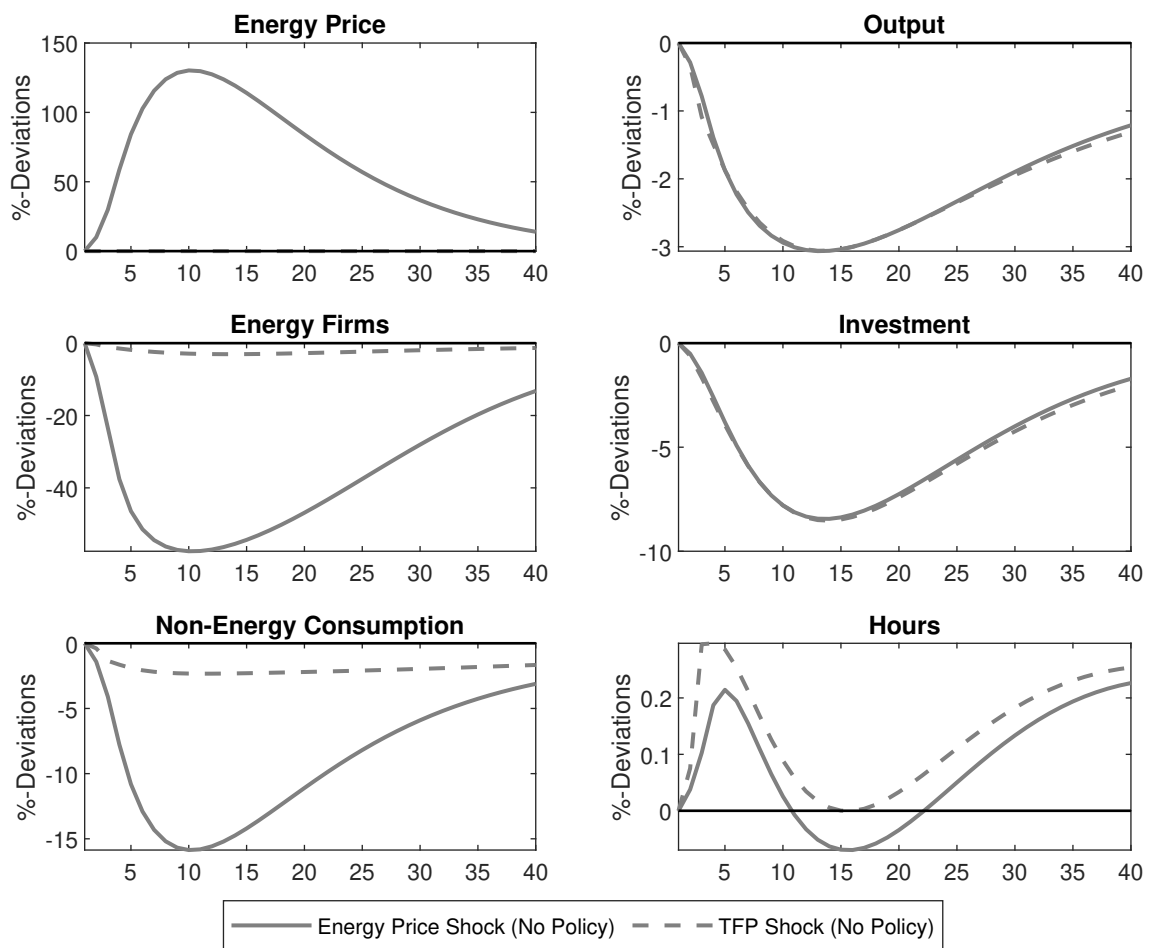 Energy Price
%-Deviations
150
100
50
0
5 10 15 20 25 30 35 40
Output
%-Deviations
0
-1
-2
-3
5 10 15 20 25 30 35 40
Energy Firms
%-Deviations
0
-20
-40
5 10 15 20 25 30 35 40
Investment
%-Deviations
0
-5
-10
5 10 15 20 25 30 35 40
Non-Energy Consumption
%-Deviations
0
-5
-10
-15
5 10 15 20 25 30 35 40
Hours
%-Deviations
0.2
0.1
0
5 10 15 20 25 30 35 40
Energy Price Shock (No Policy) TFP Shock (No Policy)